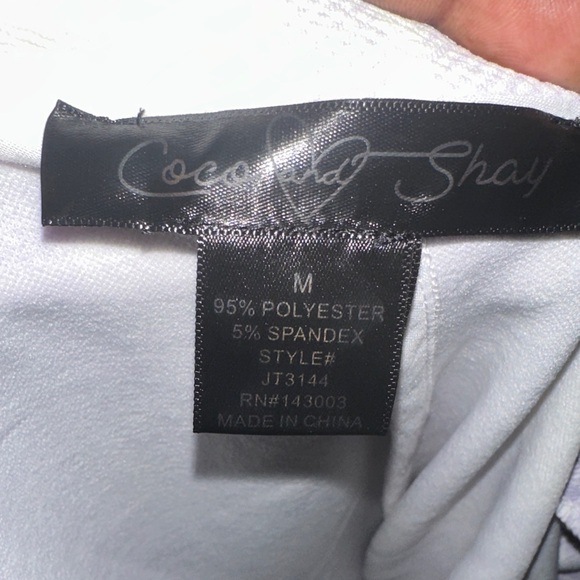 Coco and Shay
M
95% POLYESTER
5% SPANDEX
STYLE#
JT3144
RN#143003
MADE IN CHINA